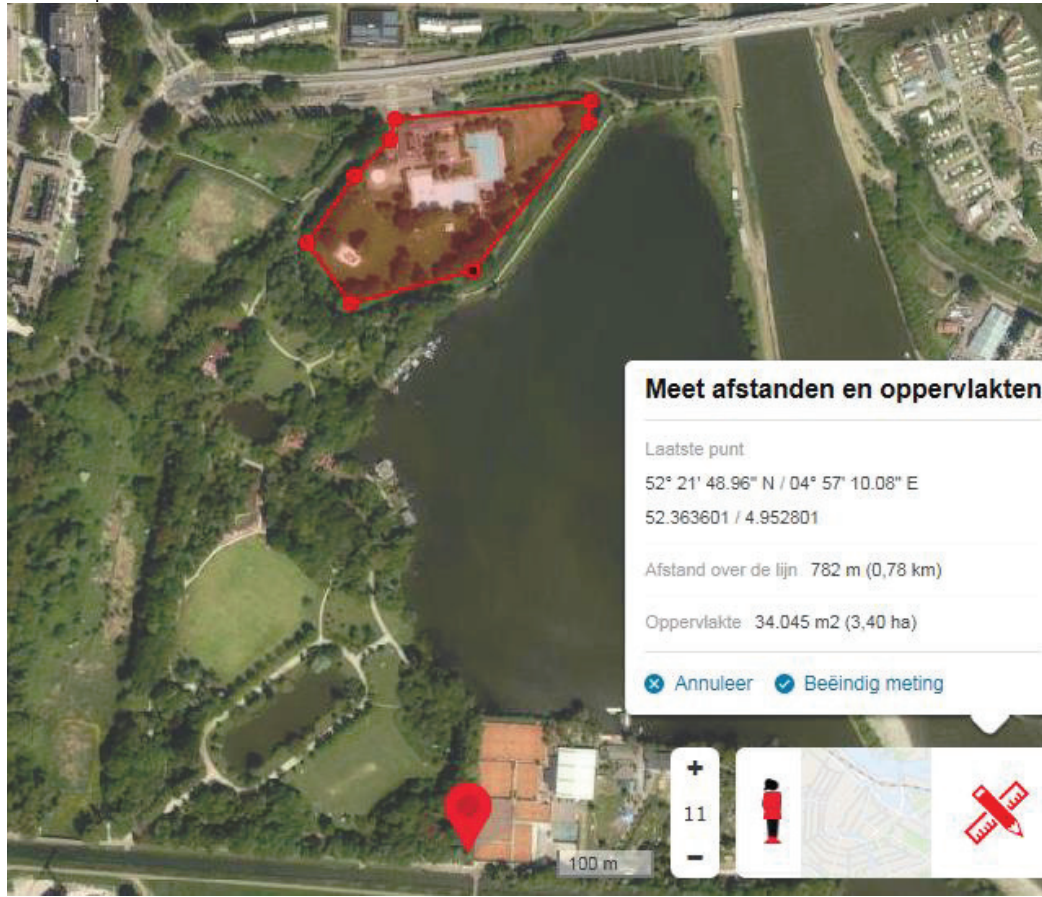 Meet afstanden en oppervlakten
Laatste punt
52° 21' 48.96" N / 04° 57' 10.08" E
52.363601 / 4.952801
Afstand over de lijn 782 m (0,78 km)
Oppervlakte 34.045 m2 (3,40 ha)
Annuleer Beëindig meting
+
11
−
100 m